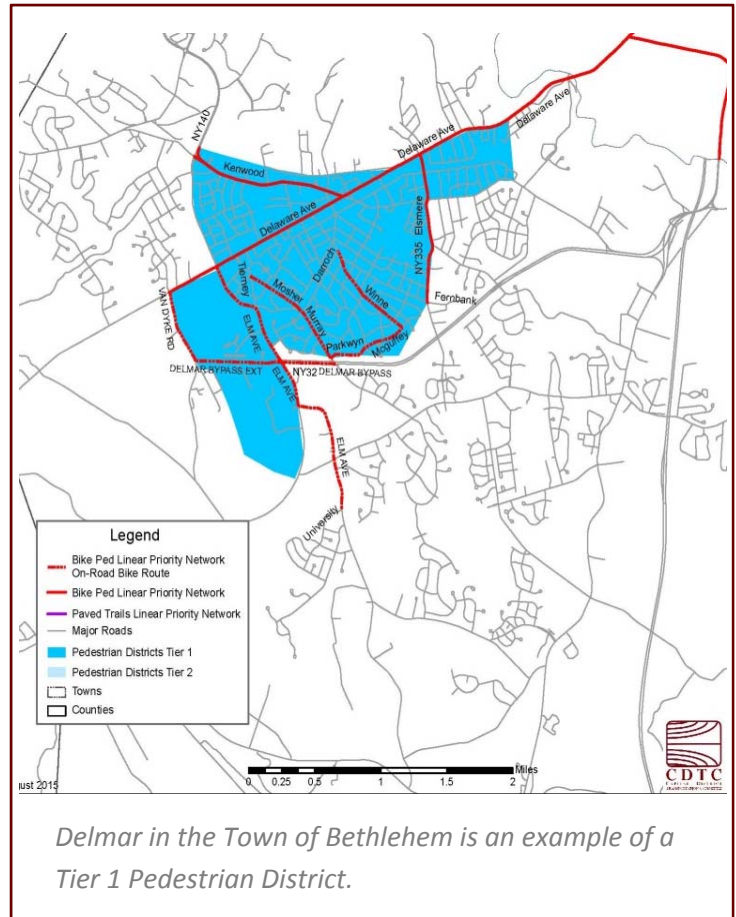 NY140
Delaware Ave
Delaware Ave
Kenwood
Delaware Ave
NY335 Elsmere
Darroch
Tierney
Mosher
Winne
Fernbank
VAN DYKE RD
Murray
ELM AVE
Parkwyn
Mcguffey
DELMAR BYPASS EXT
NY32 DELMAR BYPASS
ELM AVE
ELM AVE
University
Legend
Bike Ped Linear Priority Network
On-Road Bike Route
Bike Ped Linear Priority Network
Paved Trails Linear Priority Network
Major Roads
Pedestrian Districts Tier 1
Pedestrian Districts Tier 2
Towns
Counties
Miles
0 0.25 0.5 1 1.5 2
CDTC
gust 2015
Delmar in the Town of Bethlehem is an example of a
Tier 1 Pedestrian District.